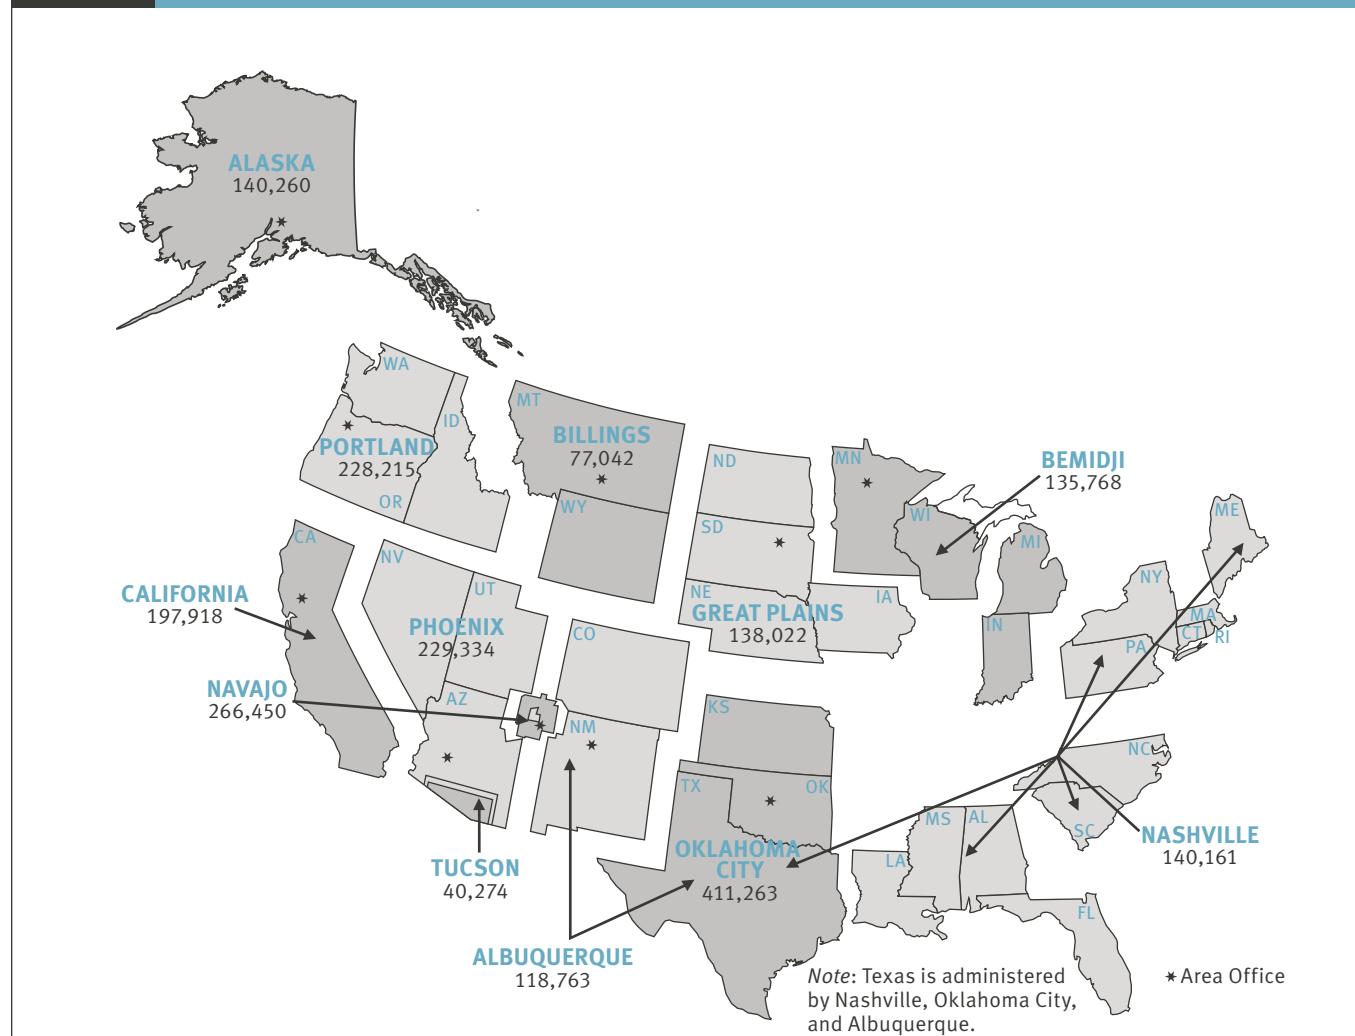 ALASKA
140,260
WA
ID
PORTLAND
228,215
OR
MT
BILLINGS
77,042
WY
ND
SD
NE
IA
GREAT PLAINS
138,022
MN
WI
MI
IN
BEMIDJI
135,768
ME
NY
MA
CT
RI
PA
CA
CALIFORNIA
197,918
NV
UT
PHOENIX
229,334
AZ
NAVAJO
266,450
CO
NM
KS
TX
OK
OKLAHOMA
CITY
411,263
TUCSON
40,274
ALBUQUERQUE
118,763
NC
SC
MS
AL
LA
FL
NASHVILLE
140,161
Note: Texas is administered
by Nashville, Oklahoma City,
and Albuquerque.
* Area Office